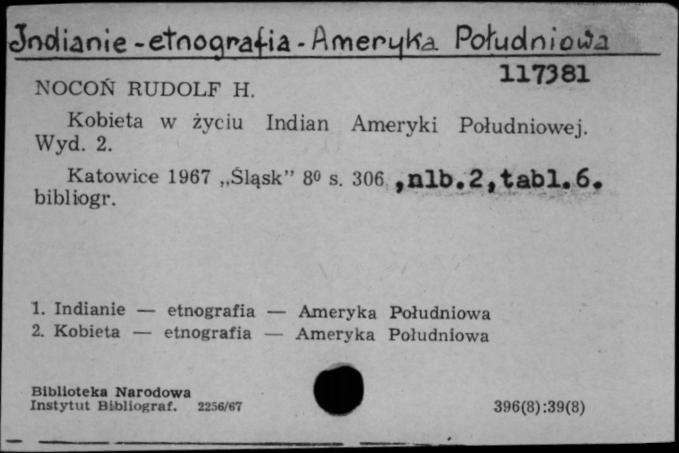 Indianie - etnografia - Ameryka Południowa
117381
NOCOŃ RUDOLF H.
Kobieta w życiu Indian Ameryki Południowej.
Wyd. 2.
Katowice 1967 „Śląsk” 8⁰ s. 306 ,nlb.2,tabl.6.
bibliogr.
1. Indianie — etnografia — Ameryka Południowa
2. Kobieta — etnografia — Ameryka Południowa
Biblioteka Narodowa
Instytut Bibliograf. 2256/67
396(8):39(8)